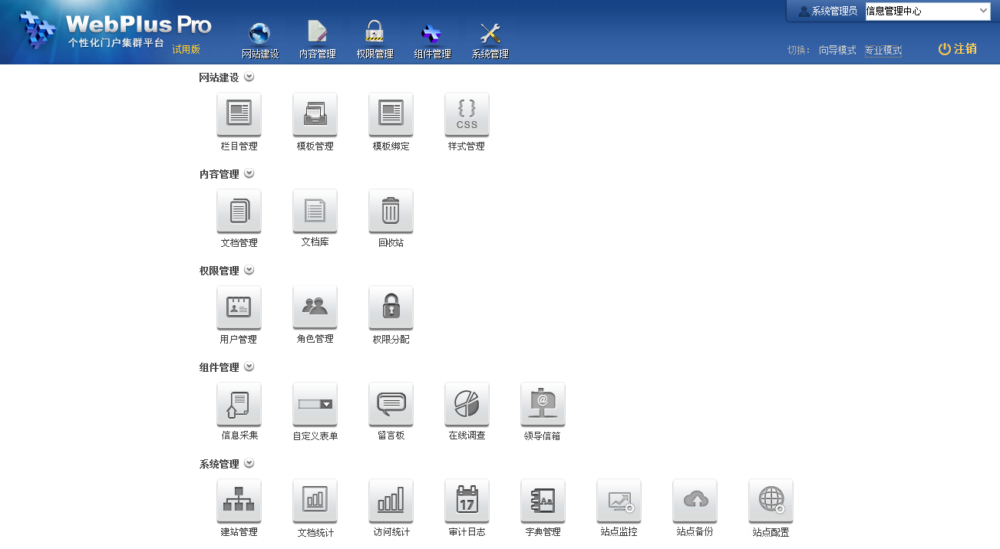 WebPlus Pro
个性化门户集群平台 试用版
网站建设 内容管理 权限管理 组件管理 系统管理
系统管理员 信息管理中心
切换： 向导模式 专业模式 注销
网站建设
CSS
栏目管理 模板管理 模板绑定 样式管理
内容管理
文档管理 文档库 回收站
权限管理
用户管理 角色管理 权限分配
组件管理
@
信息采集 自定义表单 留言板 在线调查 领导信箱
系统管理
17 Aa
建站管理 文档统计 访问统计 审计日志 字典管理 站点监控 站点备份 站点配置